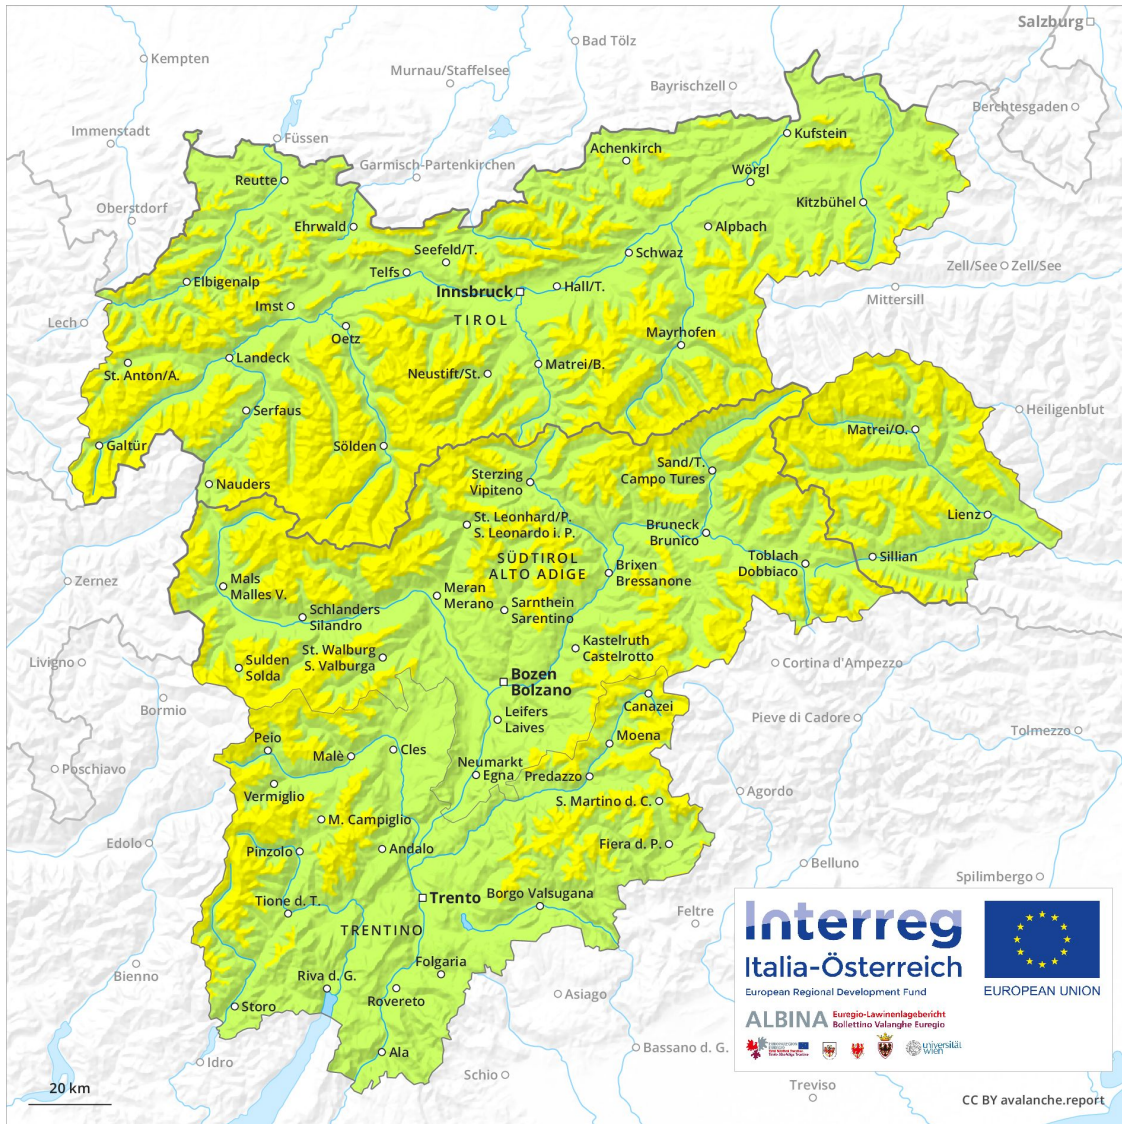 Salzburg
Bad Tölz
Kempten
Murnau/Staffelsee
Bayrischzell
Berchtesgaden
Immenstadt
Füssen
Kufstein
Achenkirch
Garmisch-Partenkirchen
Wörgl
Reutte
Oberstdorf
Kitzbühel
Ehrwald
Alpbach
Seefeld/T.
Schwaz
Telfs
Zell/See
Zell/See
Elbigenalp
Innsbruck
Hall/T.
Mittersill
Imst
TIROL
Lech
Oetz
Mayrhofen
Landeck
Matrei/B.
St. Anton/A.
Neustift/St.
Serfaus
Heiligenblut
Matrei/O.
Galtür
Sölden
Sand/T.
Campo Tures
Sterzing
Vipiteno
Nauders
St. Leonhard/P.
S. Leonardo i. P.
Lienz
Bruneck
Brunico
SÜDTIROL
ALTO ADIGE
Toblach
Dobbiaco
Sillian
Brixen
Bressanone
Zernez
Mals
Malles V.
Meran
Merano
Sarnthein
Sarentino
Schlanders
Silandro
Kastelruth
Castelrotto
St. Walburg
S. Valburga
Livigno
Sulden
Solda
Cortina d'Ampezzo
Bozen
Bolzano
Bormio
Canazei
Leifers
Laives
Pieve di Cadore
Tolmezzo
Peio
Moena
Cles
Malè
Neumarkt
Egna
Predazzo
Poschiavo
Vermiglio
Agordo
S. Martino d. C.
M. Campiglio
Edolo
Pinzolo
Andalo
Fiera d. P.
Belluno
Spilimbergo
Tione d. T.
Trento
Borgo Valsugana
Feltre
TRENTINO
Interreg
Italia-Österreich
European Regional Development Fund
EUROPEAN UNION
Folgaria
Bienno
Riva d. G.
Rovereto
Asiago
Storo
ALBINA
Euregio-Lawinenlagebericht
Bollettino Valanghe Euregio
universität
wien
Ala
Bassano d. G.
Idro
Schio
Treviso
20 km
CC BY avalanche.report